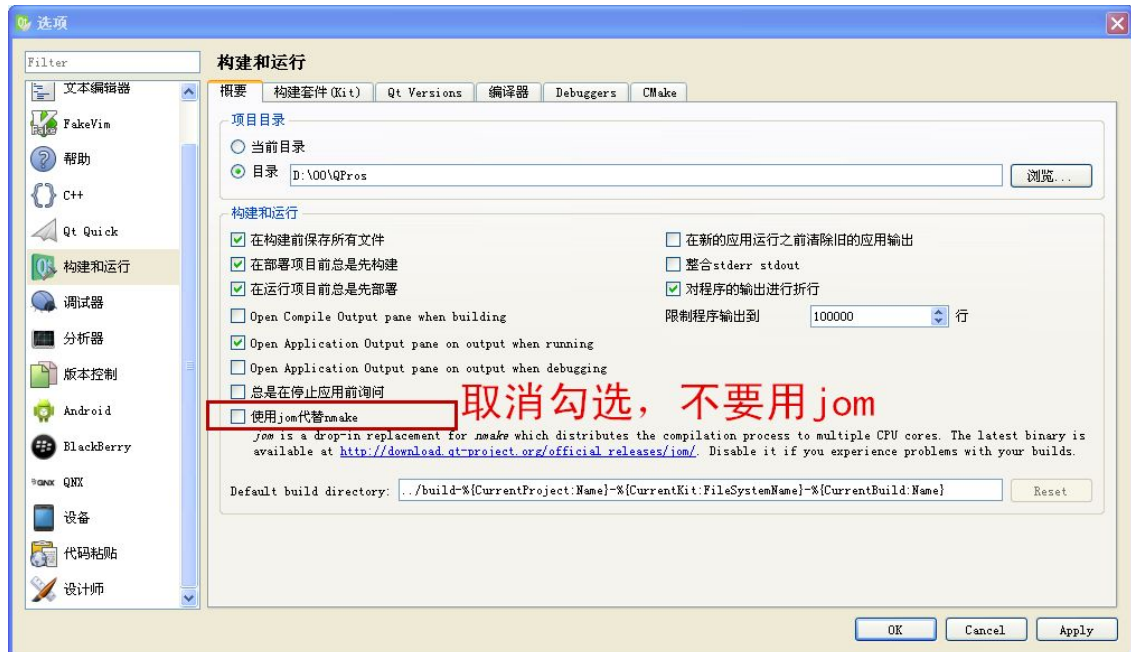 选项
Filter
文本编辑器
FakeVim
帮助
C++
Qt Quick
构建和运行
调试器
分析器
版本控制
Android
BlackBerry
QNX
设备
代码粘贴
设计师
构建和运行
概要 构建套件(Kit) Qt Versions 编译器 Debuggers CMake
项目目录
当前目录
目录 D:\00\QPros 浏览...
构建和运行
在构建前保存所有文件
在部署项目前总是先构建
在运行项目前总是先部署
Open Compile Output pane when building
Open Application Output pane on output when running
Open Application Output pane on output when debugging
总是在停止应用前询问
使用jom代替nmake
在新的应用运行之前清除旧的应用输出
整合stderr stdout
对程序的输出进行折行
限制程序输出到 100000 行
取消勾选，不要用jom
jom is a drop-in replacement for nmake which distributes the compilation process to multiple CPU cores. The latest binary is
available at http://download.qt-project.org/official_releases/jom/. Disable it if you experience problems with your builds.
Default build directory: ../build-%{CurrentProject:Name}-%{CurrentKit:FileSystemName}-%{CurrentBuild:Name} Reset
OK Cancel Apply